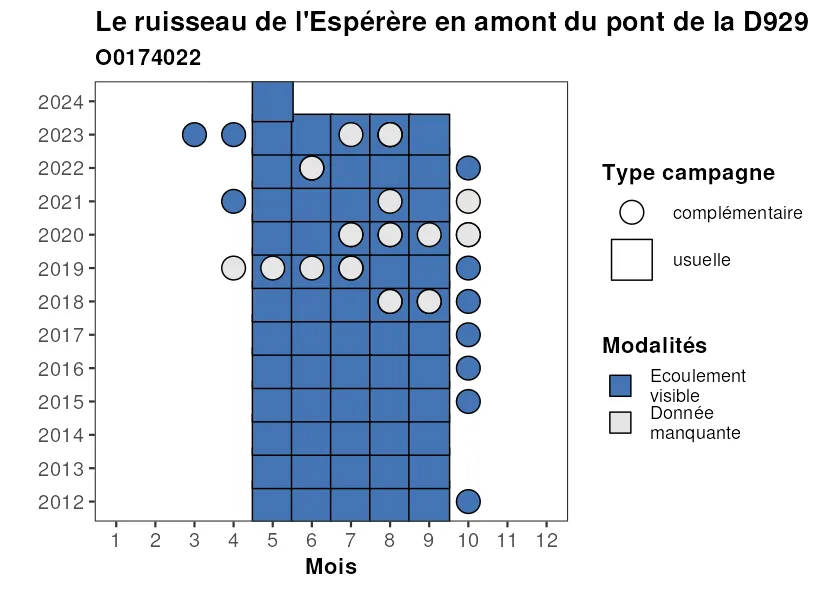 Le ruisseau de l'Espérère en amont du pont de la D929
O0174022
2024
2023
2022
2021
2020
2019
2018
2017
2016
2015
2014
2013
2012
1 2 3 4 5 6 7 8 9 10 11 12
Mois
Type campagne
complémentaire
usuelle
Modalités
Ecoulement
visible
Donnée
manquante